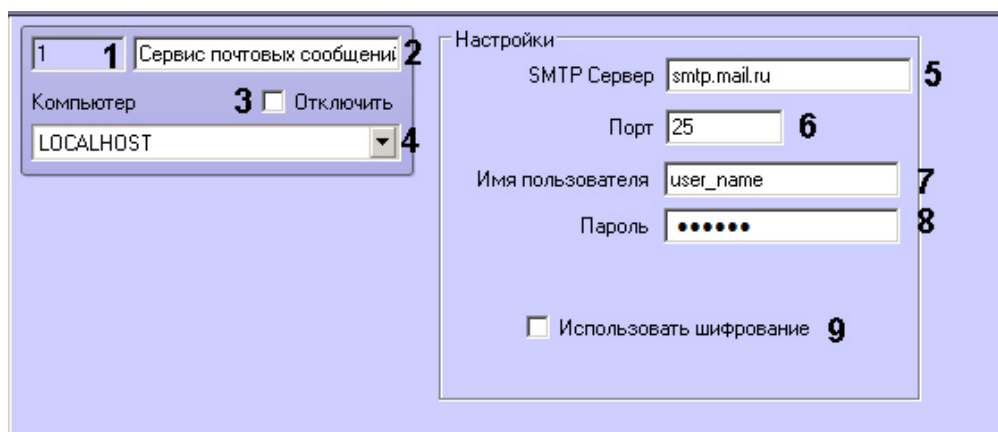 1 1 Сервис почтовых сообщений 2
Компьютер 3 Отключить
LOCALHOST 4
Настройки
SMTP Сервер smtp.mail.ru 5
Порт 25 6
Имя пользователя user_name 7
Пароль ●●●●●● 8
Использовать шифрование 9